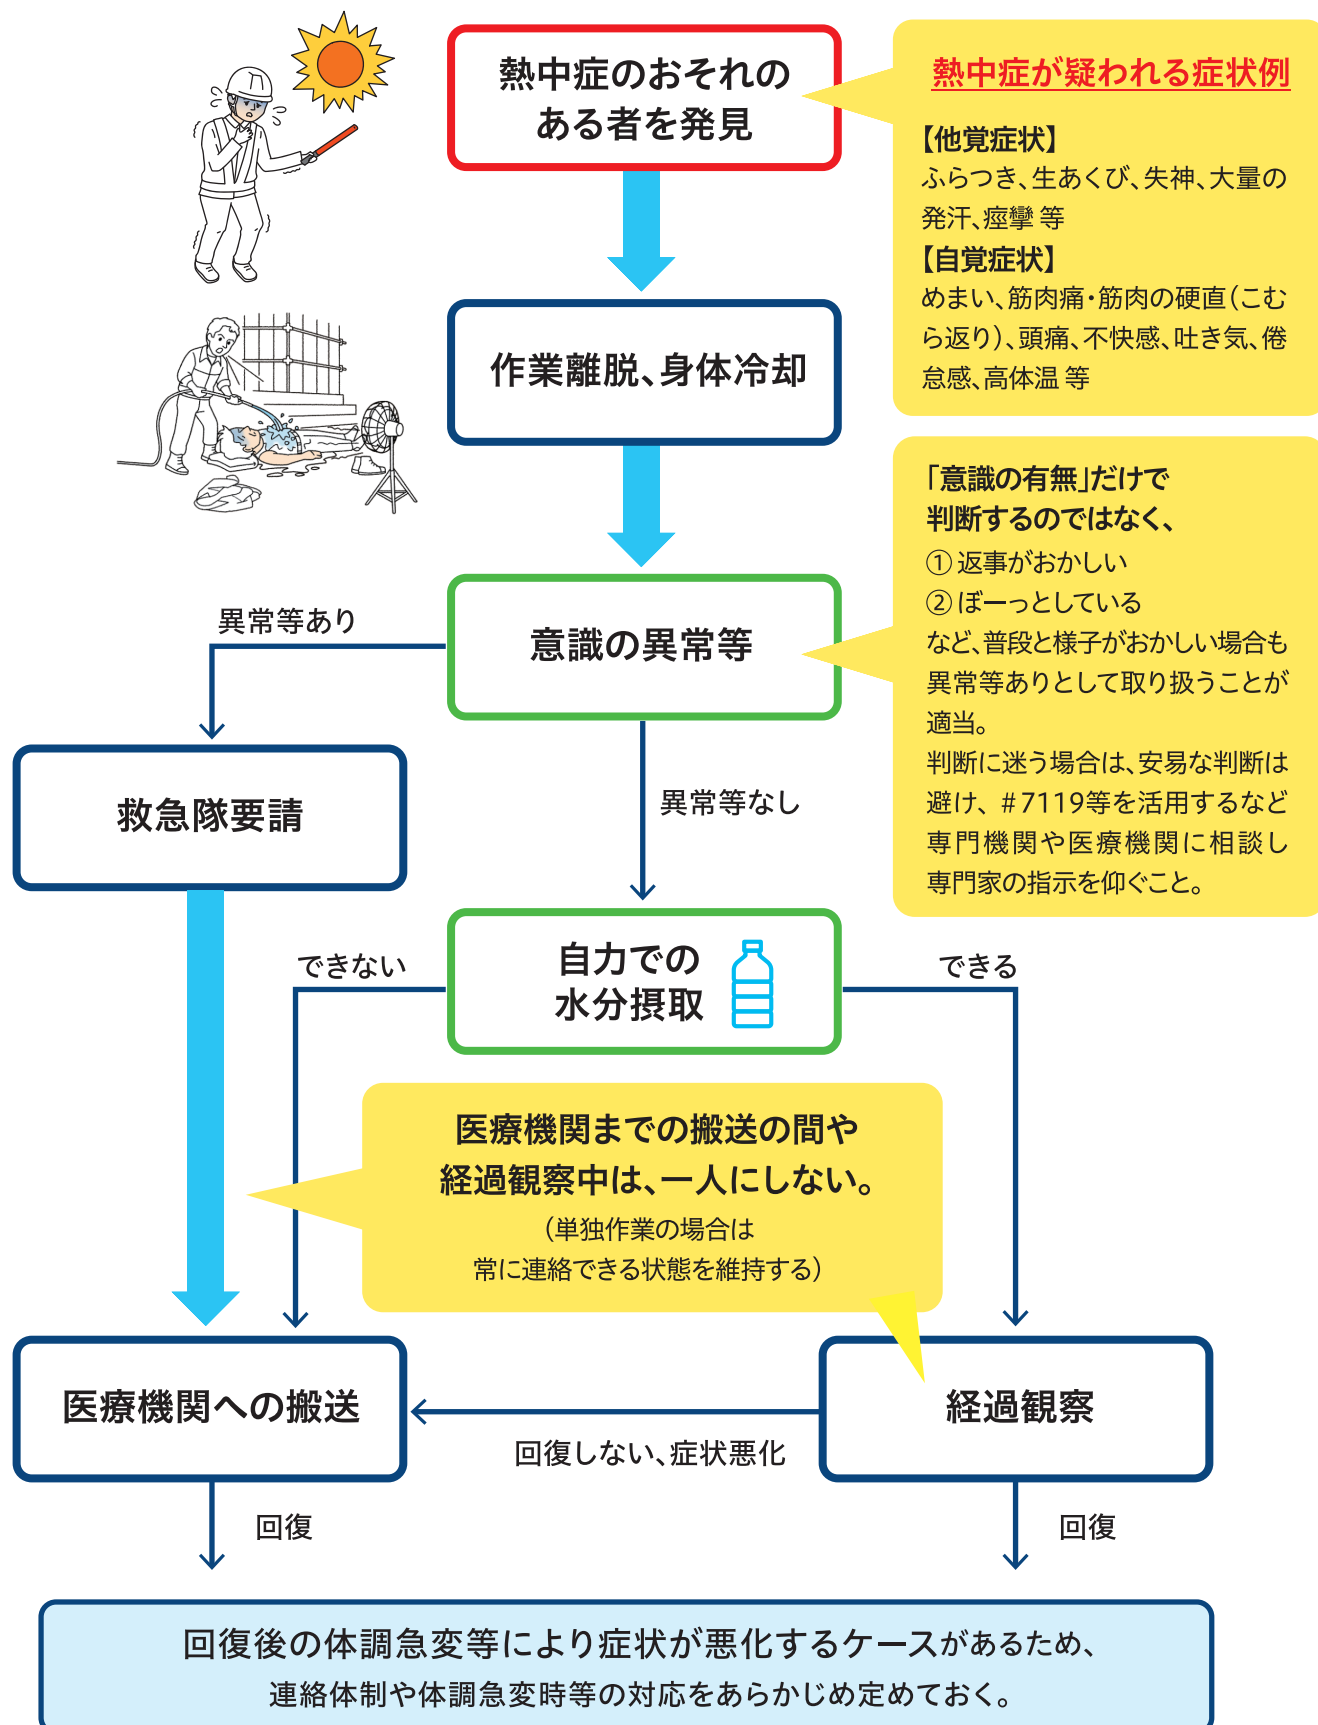 熱中症のおそれの
ある者を発見
熱中症が疑われる症状例
【他覚症状】
ふらつき、生あくび、失神、大量の
発汗、痙攣 等
【自覚症状】
めまい、筋肉痛・筋肉の硬直（こむ
ら返り）、頭痛、不快感、吐き気、倦
怠感、高体温 等
作業離脱、身体冷却
「意識の有無」だけで
判断するのではなく、
① 返事がおかしい
② ぼーっとしている
など、普段と様子がおかしい場合も
異常等ありとして取り扱うことが
適当。
判断に迷う場合は、安易な判断は
避け、＃7119等を活用するなど
専門機関や医療機関に相談し
専門家の指示を仰ぐこと。
意識の異常等
異常等あり
救急隊要請
異常等なし
自力での
水分摂取
できない
できる
医療機関までの搬送の間や
経過観察中は、一人にしない。
（単独作業の場合は
常に連絡できる状態を維持する）
医療機関への搬送
経過観察
回復しない、症状悪化
回復
回復
回復後の体調急変等により症状が悪化するケースがあるため、
連絡体制や体調急変時等の対応をあらかじめ定めておく。